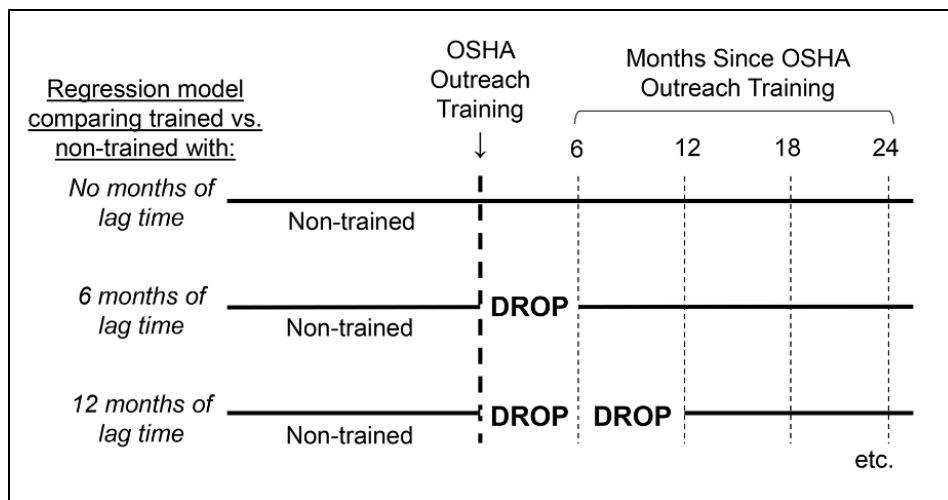 OSHA
Outreach
Training
Months Since OSHA
Outreach Training
Regression model
comparing trained vs.
non-trained with:
6
12
18
24
No months of
lag time
Non-trained
6 months of
lag time
Non-trained
DROP
12 months of
lag time
Non-trained
DROP
DROP
etc.